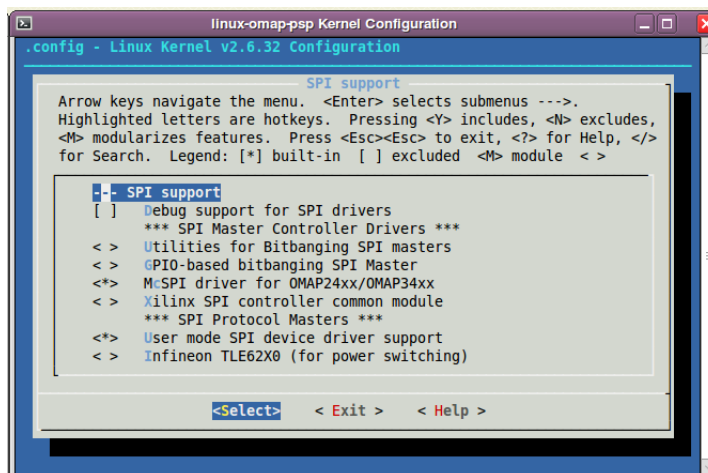 linux-omap-psp Kernel Configuration
.config - Linux Kernel v2.6.32 Configuration
SPI support
Arrow keys navigate the menu. <Enter> selects submenus --->.
Highlighted letters are hotkeys. Pressing <Y> includes, <N> excludes,
<M> modularizes features. Press <Esc><Esc> to exit, <?> for Help, </>
for Search. Legend: [*] built-in [ ] excluded <M> module < >
--- SPI support
[ ] Debug support for SPI drivers
*** SPI Master Controller Drivers ***
< > Utilities for Bitbanging SPI masters
< > GPIO-based bitbanging SPI Master
<*> McSPI driver for OMAP24xx/OMAP34xx
< > Xilinx SPI controller common module
*** SPI Protocol Masters ***
<*> User mode SPI device driver support
< > Infineon TLE62X0 (for power switching)
<Select> < Exit > < Help >